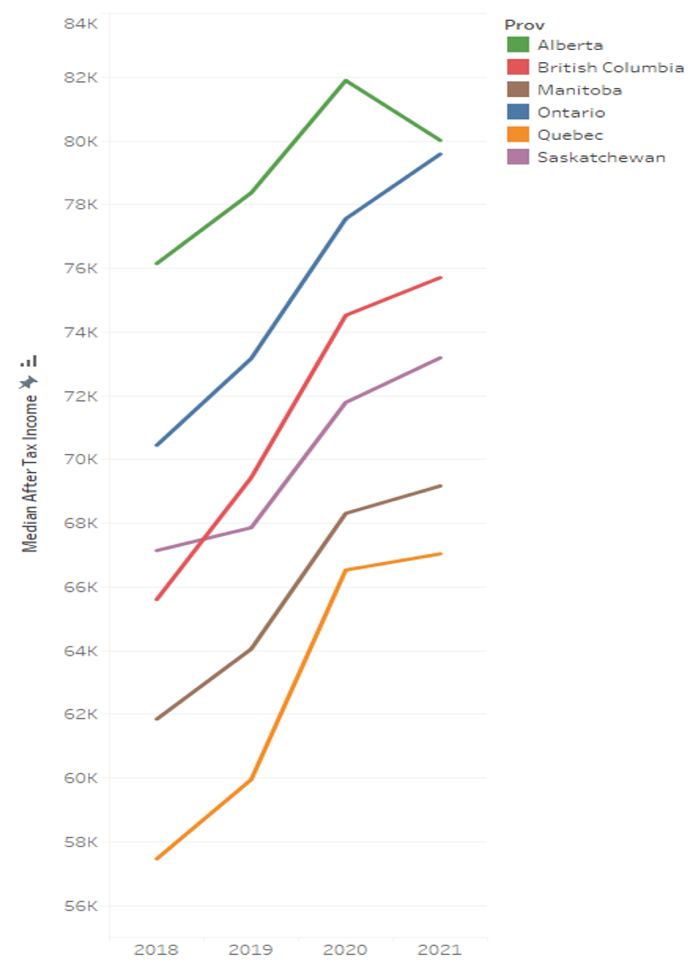 84K
82K
80K
78K
76K
74K
72K
70K
68K
66K
64K
62K
60K
58K
56K
Median After Tax Income
2018 2019 2020 2021
Prov
Alberta
British Columbia
Manitoba
Ontario
Quebec
Saskatchewan